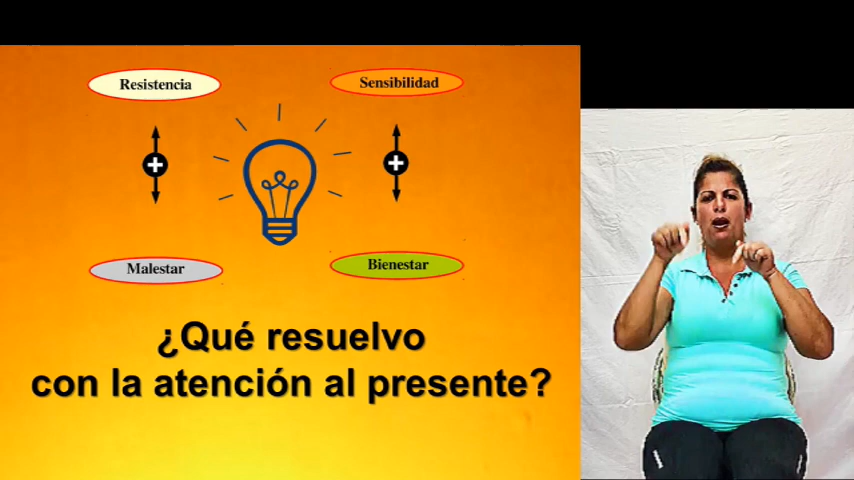 Resistencia
Sensibilidad
Malestar
Bienestar
¿Qué resuelvo
con la atención al presente?